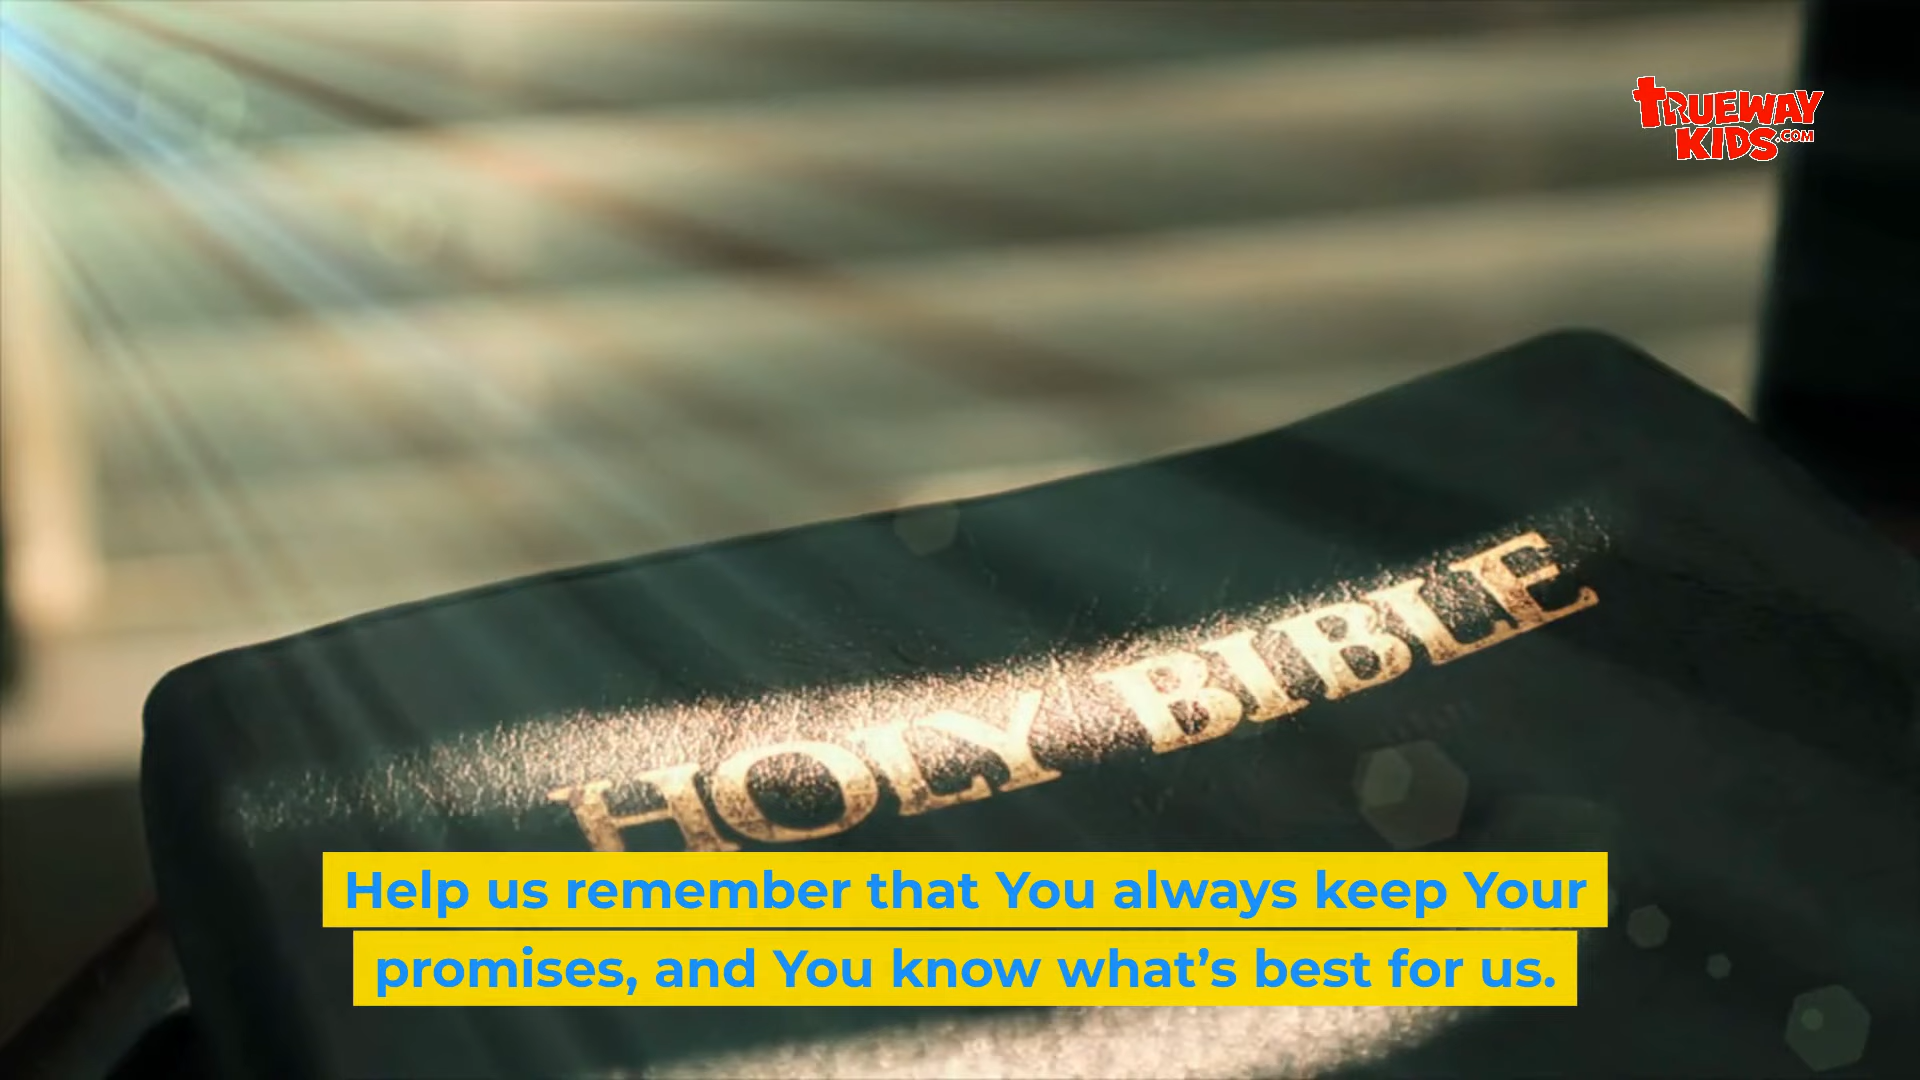 TRUEWAY
KIDS.COM
HOLY BIBLE
Help us remember that You always keep Your
promises, and You know what’s best for us.